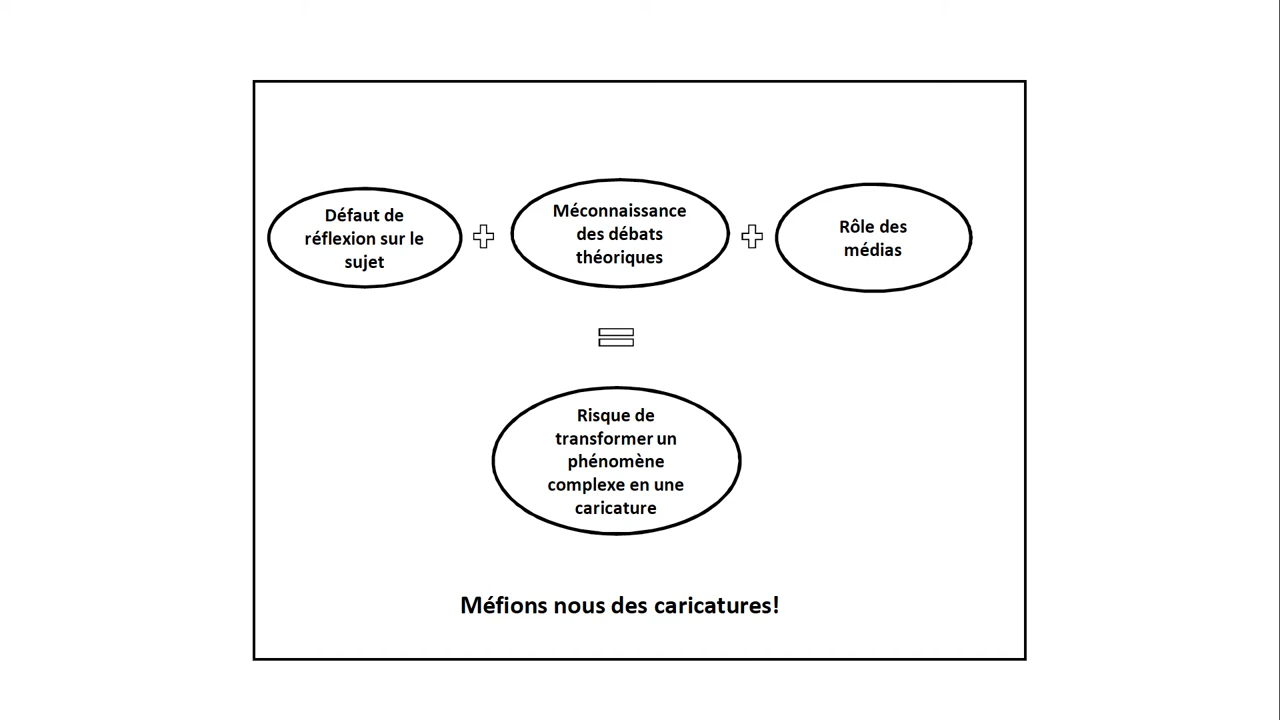 Défaut de
réflexion sur le
sujet
Méconnaissance
des débats
théoriques
Rôle des
médias
Risque de
transformer un
phénomène
complexe en une
caricature
Méfions nous des caricatures!